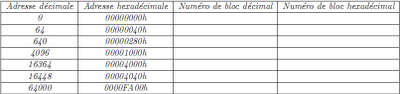 Adresse décimale Adresse hexadécimale Numéro de bloc décimal Numéro de bloc hexadécimal
0 00000000h
64 00000040h
640 00000280h
4096 00001000h
16384 00004000h
16448 00004040h
64000 0000FA00h